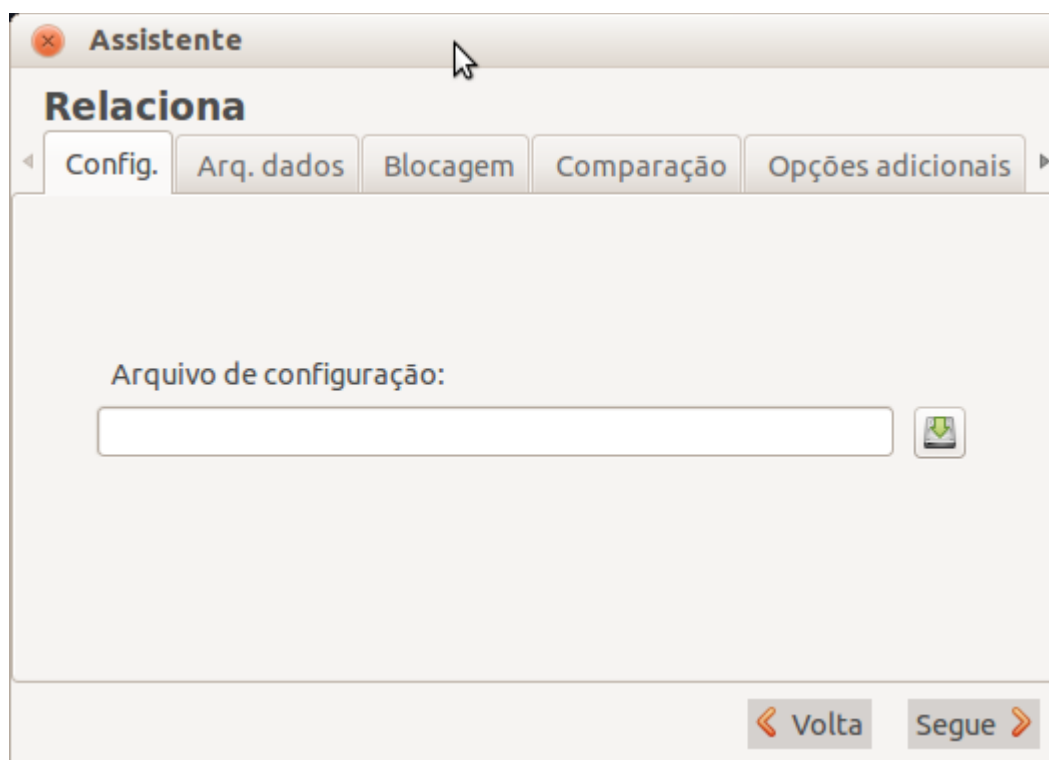 Assistente
Relaciona
Config. Arq. dados Blocagem Comparação Opções adicionais
Arquivo de configuração:
Volta Segue